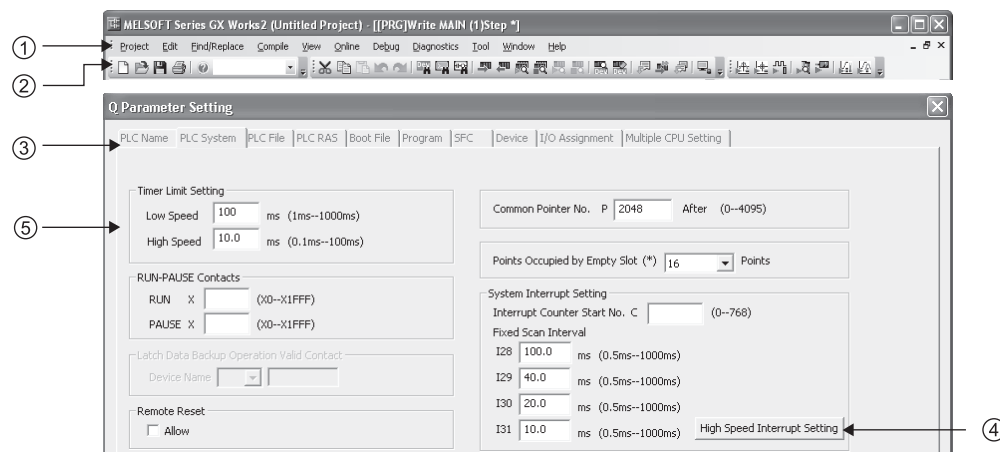 MELSOFT Series GX Works2 (Untitled Project) - [[PRG]Write MAIN (1)Step *]
① Project Edit Find/Replace Compile View Online Debug Diagnostics Tool Window Help
②
Q Parameter Setting
③ PLC Name PLC System PLC File PLC RAS Boot File Program SFC Device I/O Assignment Multiple CPU Setting
Timer Limit Setting
Low Speed 100 ms (1ms--1000ms)
High Speed 10.0 ms (0.1ms--100ms)
⑤
RUN-PAUSE Contacts
RUN X (X0--X1FFF)
PAUSE X (X0--X1FFF)
Latch Data Backup Operation Valid Contact
Device Name
Remote Reset
Allow
Common Pointer No. P 2048 After (0--4095)
Points Occupied by Empty Slot (*) 16 Points
System Interrupt Setting
Interrupt Counter Start No. C (0--768)
Fixed Scan Interval
I28 100.0 ms (0.5ms--1000ms)
I29 40.0 ms (0.5ms--1000ms)
I30 20.0 ms (0.5ms--1000ms)
I31 10.0 ms (0.5ms--1000ms) High Speed Interrupt Setting ④